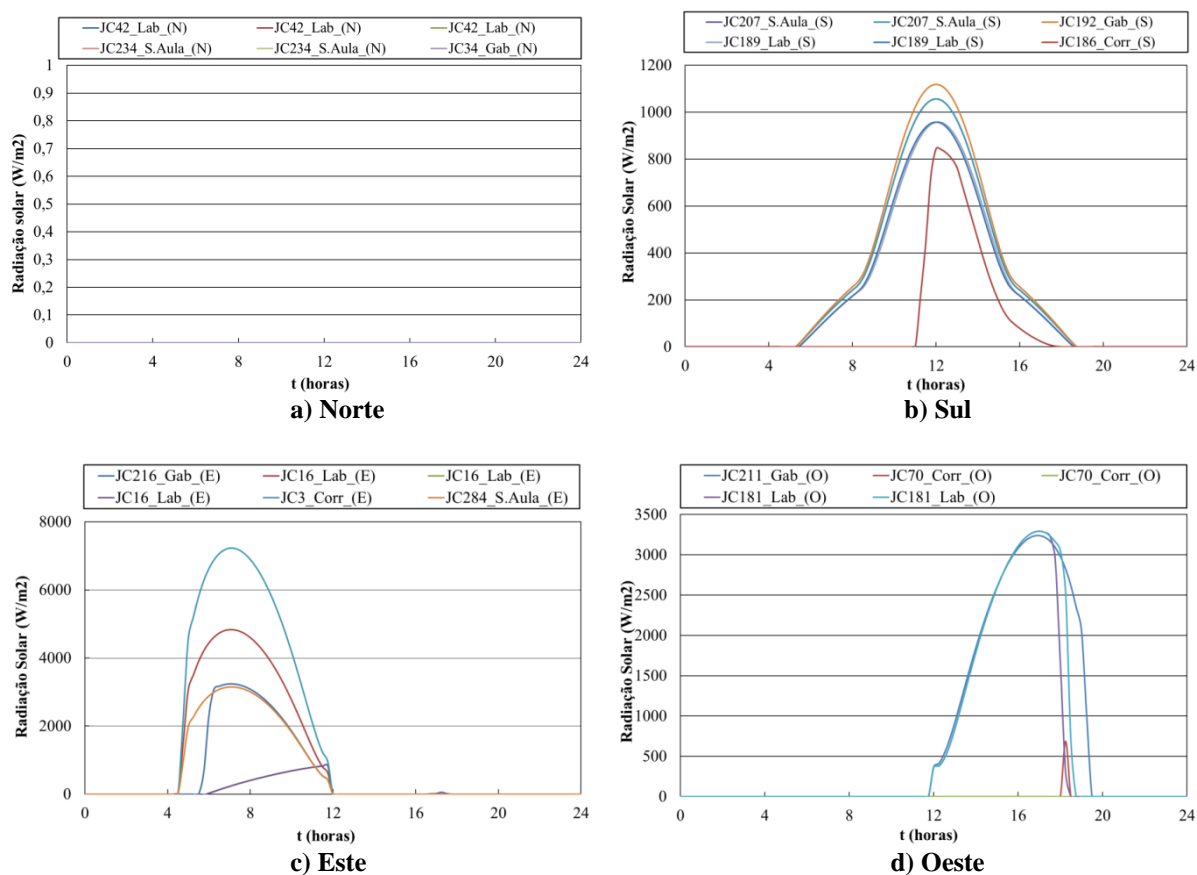 JC42_Lab_(N) JC42_Lab_(N) JC42_Lab_(N)
JC234_S.Aula_(N) JC234_S.Aula_(N) JC34_Gab_(N)
1
0,9
0,8
0,7
0,6
0,5
0,4
0,3
0,2
0,1
0
Radiação solar (W/m2)
0 4 8 12 16 20 24
t (horas)
a) Norte
JC207_S.Aula_(S) JC207_S.Aula_(S) JC192_Gab_(S)
JC189_Lab_(S) JC189_Lab_(S) JC186_Corr_(S)
1200
1000
800
600
400
200
0
Radiação Solar (W/m2)
0 4 8 12 16 20 24
t (horas)
b) Sul
JC216_Gab_(E) JC16_Lab_(E) JC16_Lab_(E)
JC16_Lab_(E) JC3_Corr_(E) JC284_S.Aula_(E)
8000
6000
4000
2000
0
Radiação Solar (W/m2)
0 4 8 12 16 20 24
t (horas)
c) Este
JC211_Gab_(O) JC70_Corr_(O) JC70_Corr_(O)
JC181_Lab_(O) JC181_Lab_(O)
3500
3000
2500
2000
1500
1000
500
0
Radiação Solar (W/m2)
0 4 8 12 16 20 24
t (horas)
d) Oeste